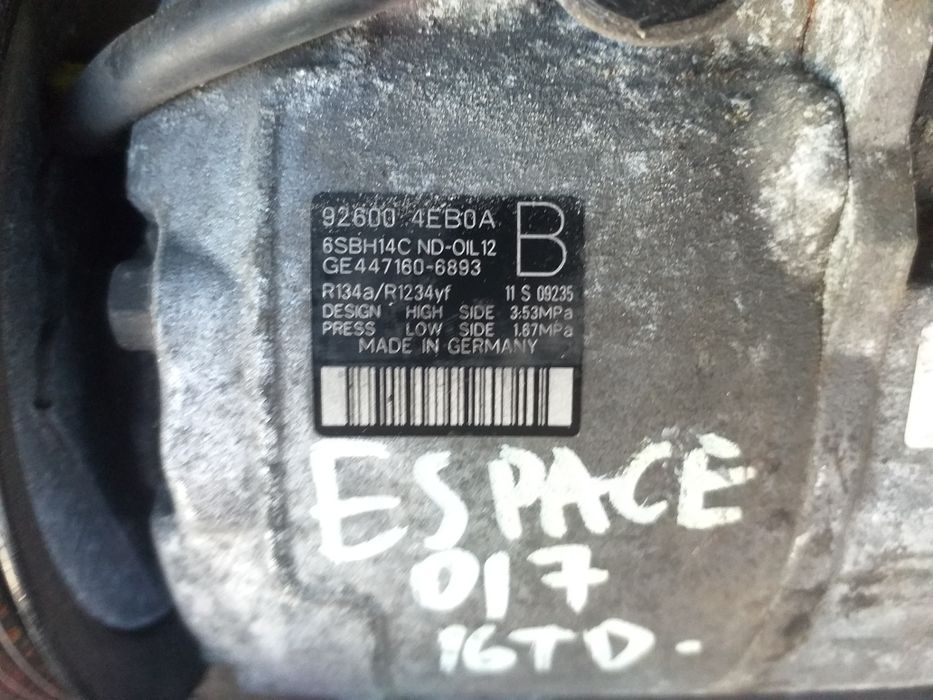 92600 4EB0A B
6SBH14C ND-OIL12
GE447160-6893
R134a/R1234yf 11 S 09235
DESIGN HIGH SIDE 3.53MPa
PRESS LOW SIDE 1.67MPa
MADE IN GERMANY
ESPACE
017
16TD-